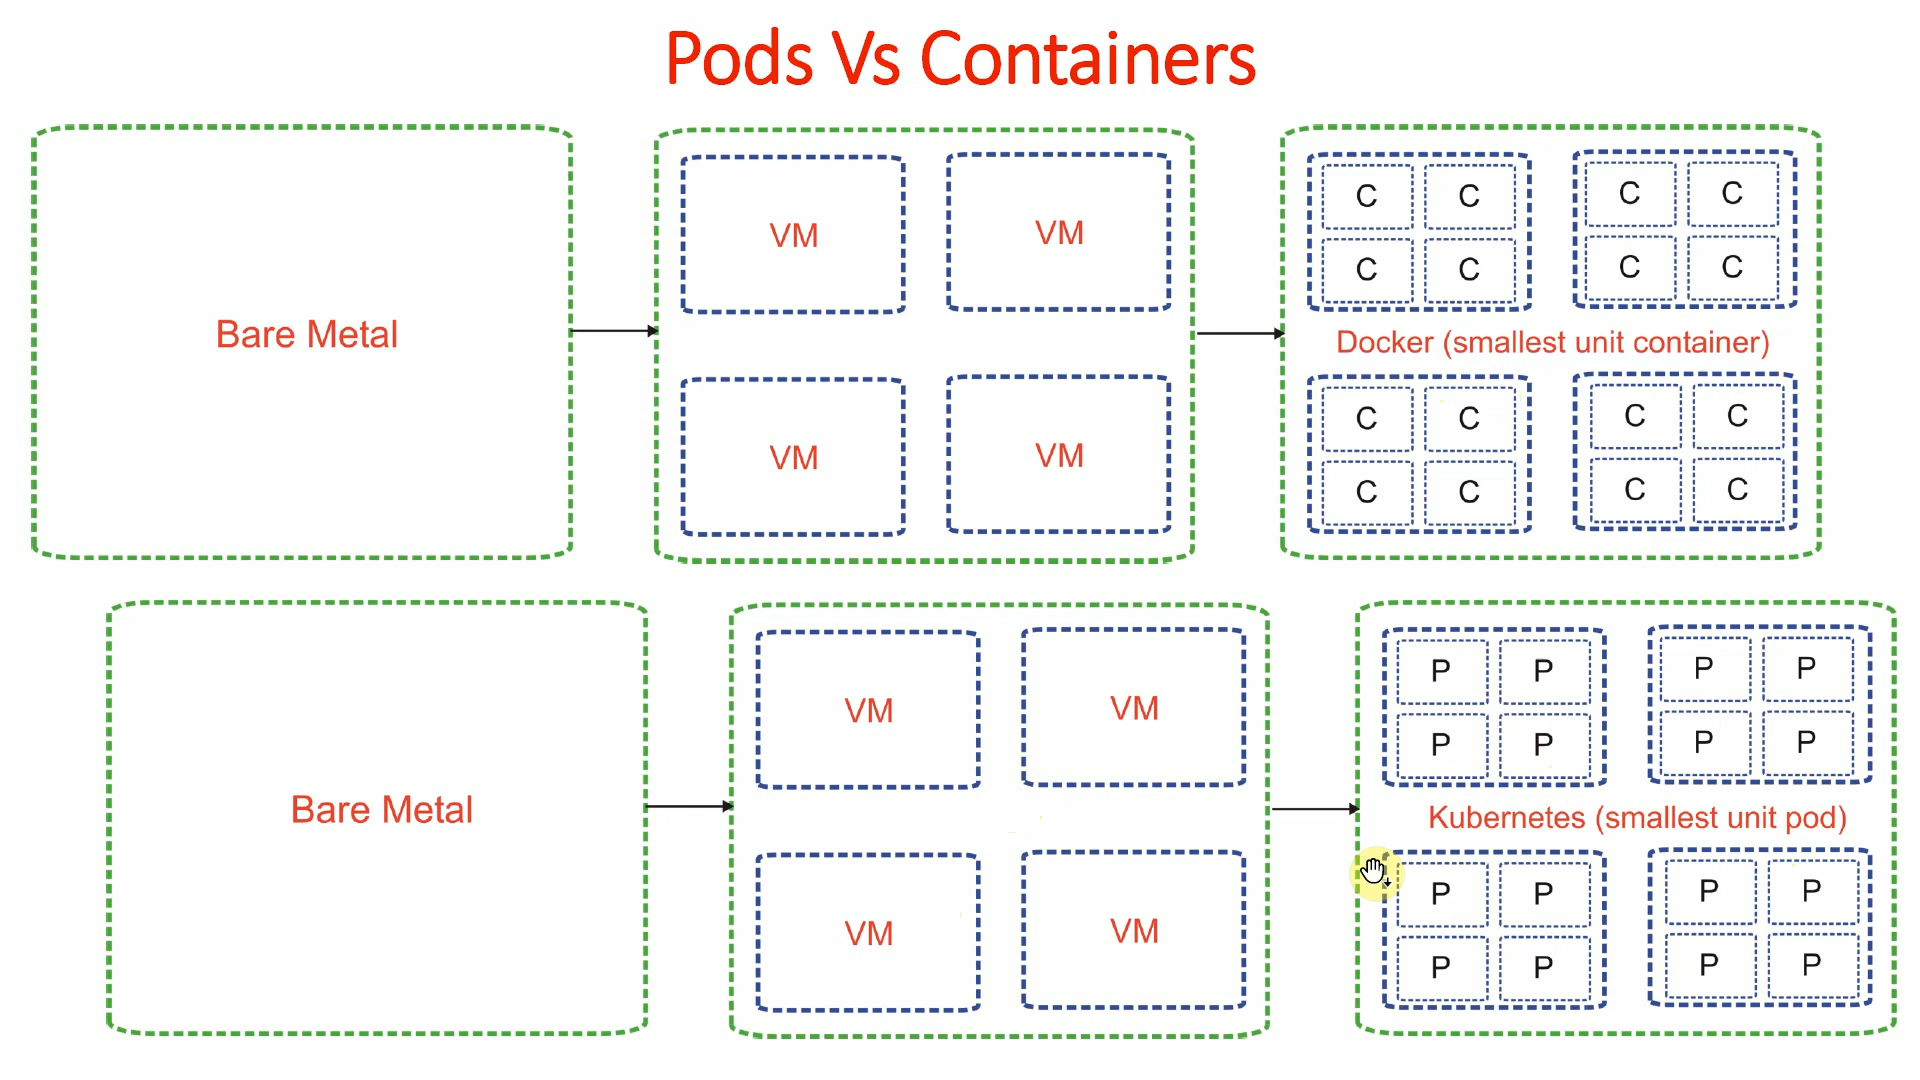 Pods Vs Containers
Bare Metal
VM VM
VM VM
C C C C
C C C C
Docker (smallest unit container)
C C C C
C C C C
Bare Metal
VM VM
VM VM
P P P P
P P P P
Kubernetes (smallest unit pod)
P P P P
P P P P